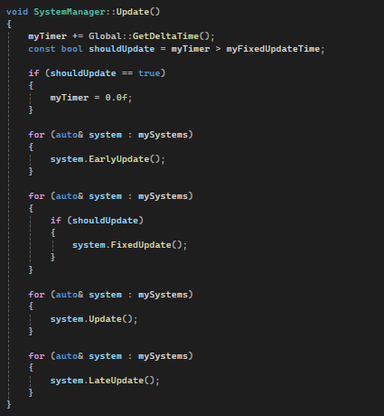 void SystemManager::Update()
{
myTimer += Global::GetDeltaTime();
const bool shouldUpdate = myTimer > myFixedUpdateTime;
if (shouldUpdate == true)
{
myTimer = 0.0f;
}
for (auto& system : mySystems)
{
system.EarlyUpdate();
}
for (auto& system : mySystems)
{
if (shouldUpdate)
{
system.FixedUpdate();
}
}
for (auto& system : mySystems)
{
system.Update();
}
for (auto& system : mySystems)
{
system.LateUpdate();
}
}